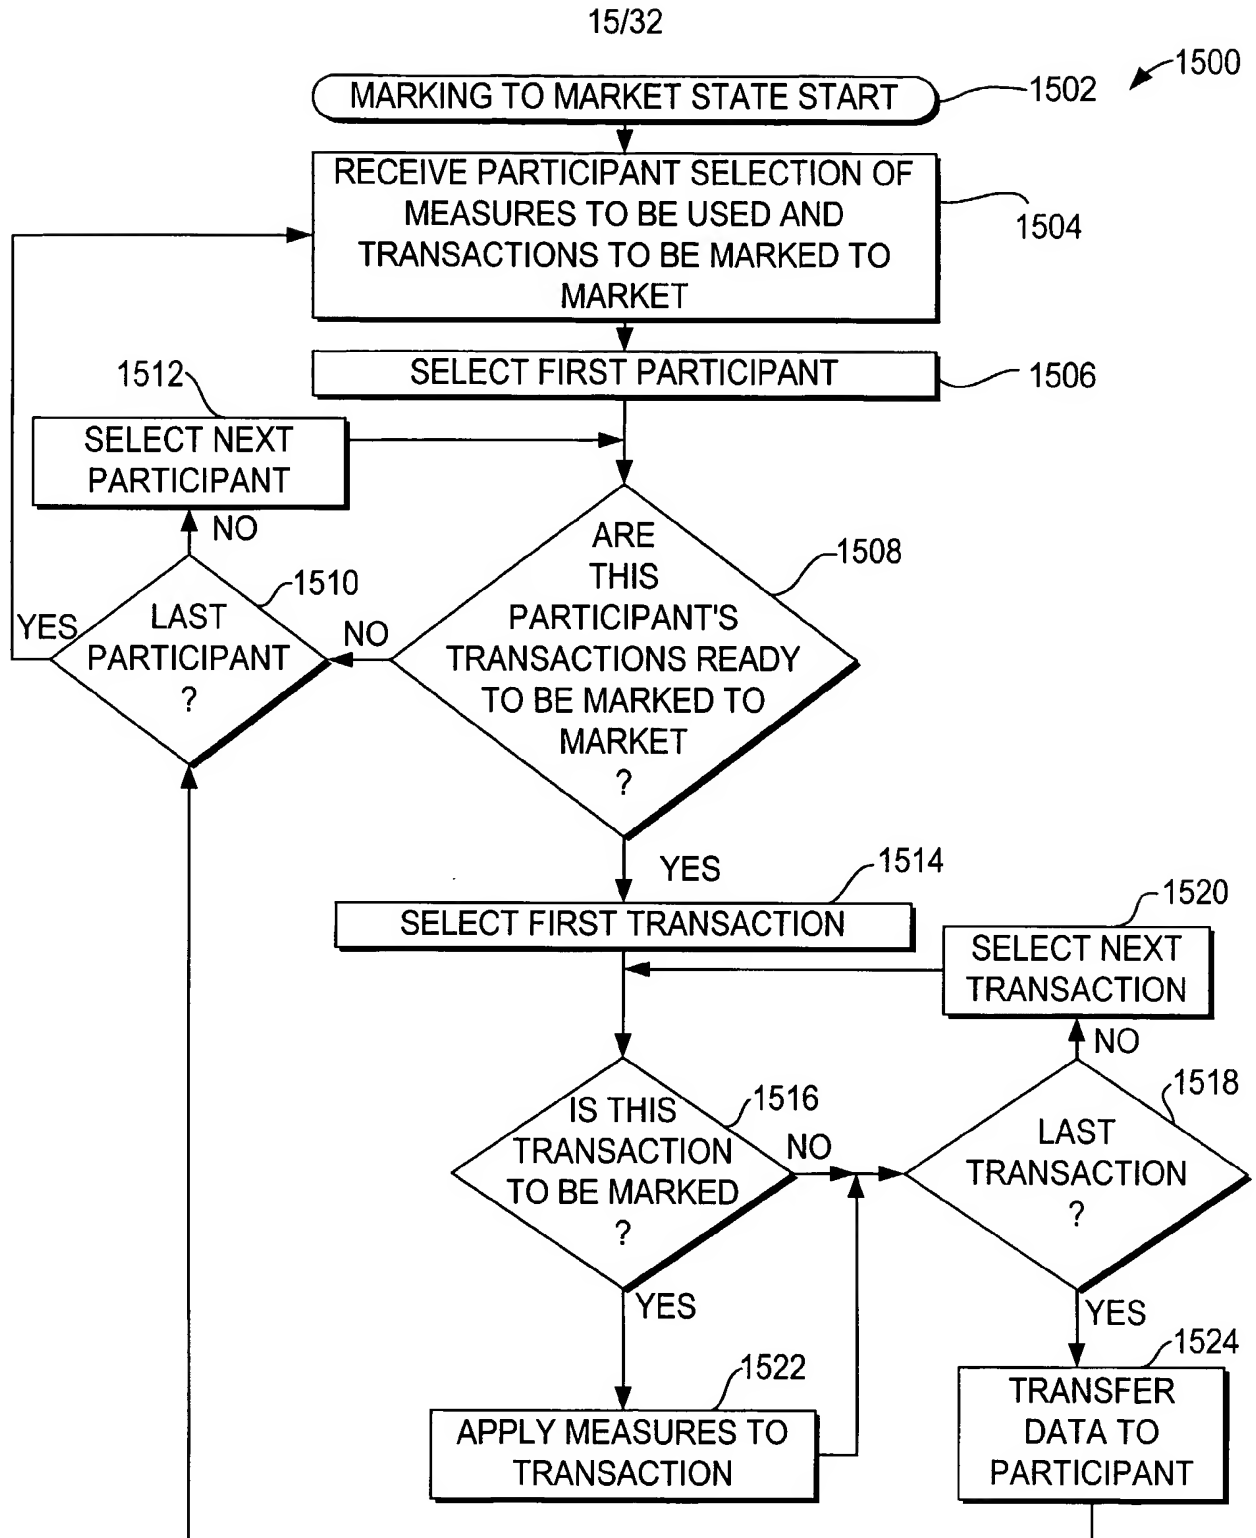 15/32
1500
MARKING TO MARKET STATE START
1502
RECEIVE PARTICIPANT SELECTION OF
MEASURES TO BE USED AND
TRANSACTIONS TO BE MARKED TO
MARKET
1504
SELECT FIRST PARTICIPANT
1506
1512
SELECT NEXT
PARTICIPANT
NO
ARE
THIS
PARTICIPANT'S
TRANSACTIONS READY
TO BE MARKED TO
MARKET
?
1508
1510
LAST
PARTICIPANT
?
YES
NO
YES
1514
SELECT FIRST TRANSACTION
1520
SELECT NEXT
TRANSACTION
NO
IS THIS
TRANSACTION
TO BE MARKED
?
1516
NO
1518
LAST
TRANSACTION
?
YES
YES
1522
APPLY MEASURES TO
TRANSACTION
1524
TRANSFER
DATA TO
PARTICIPANT